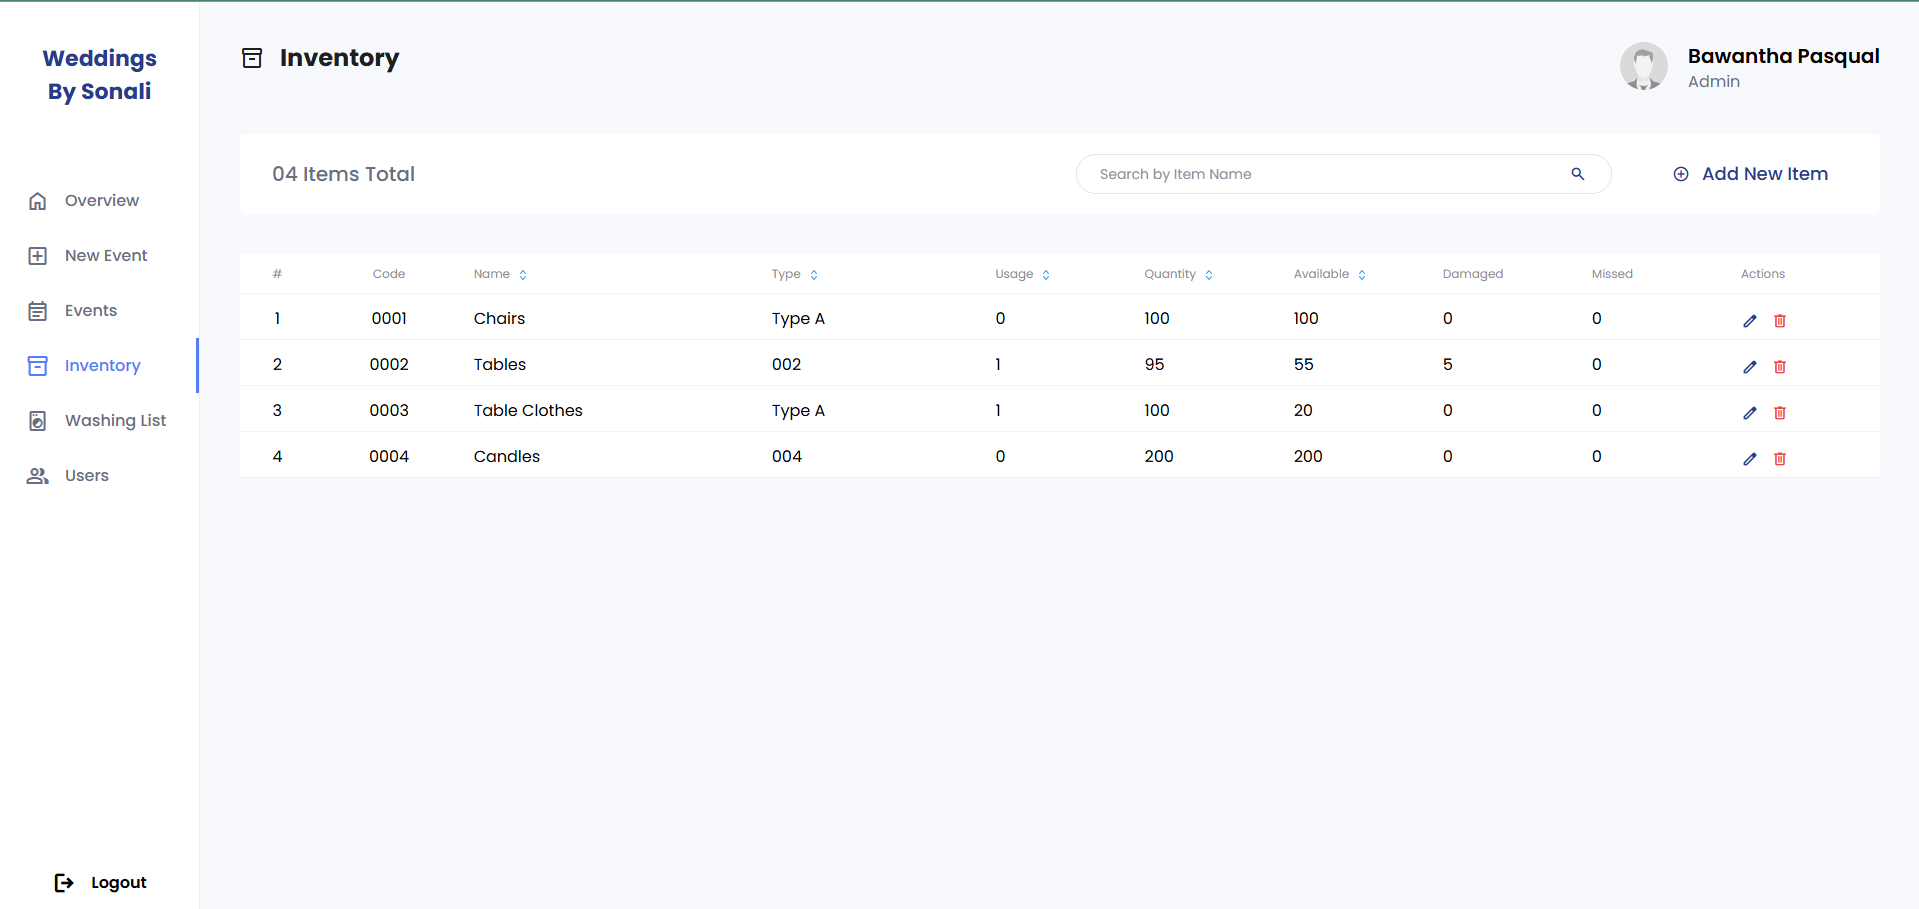 Weddings
By Sonali
Overview
New Event
Events
Inventory
Washing List
Users
Logout
Inventory
Bawantha Pasqual
Admin
04 Items Total
Search by Item Name
Add New Item
# Code Name Type Usage Quantity Available Damaged Missed Actions
1 0001 Chairs Type A 0 100 100 0 0
2 0002 Tables 002 1 95 55 5 0
3 0003 Table Clothes Type A 1 100 20 0 0
4 0004 Candles 004 0 200 200 0 0